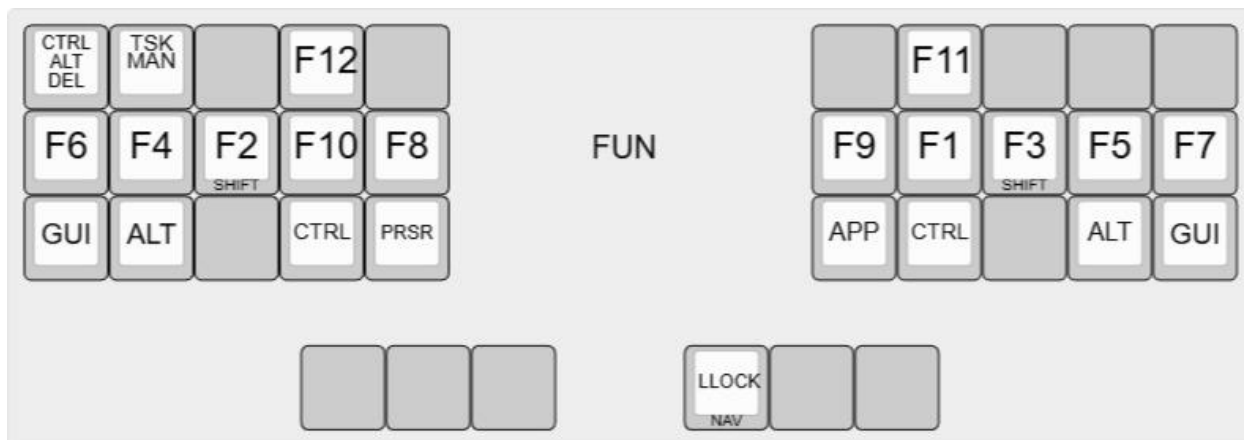 CTRL
ALT
DEL
TSK
MAN
F12
F11
F6 F4 F2 F10 F8 FUN F9 F1 F3 F5 F7
SHIFT SHIFT
GUI ALT CTRL PRSR APP CTRL ALT GUI
LLOCK
NAV